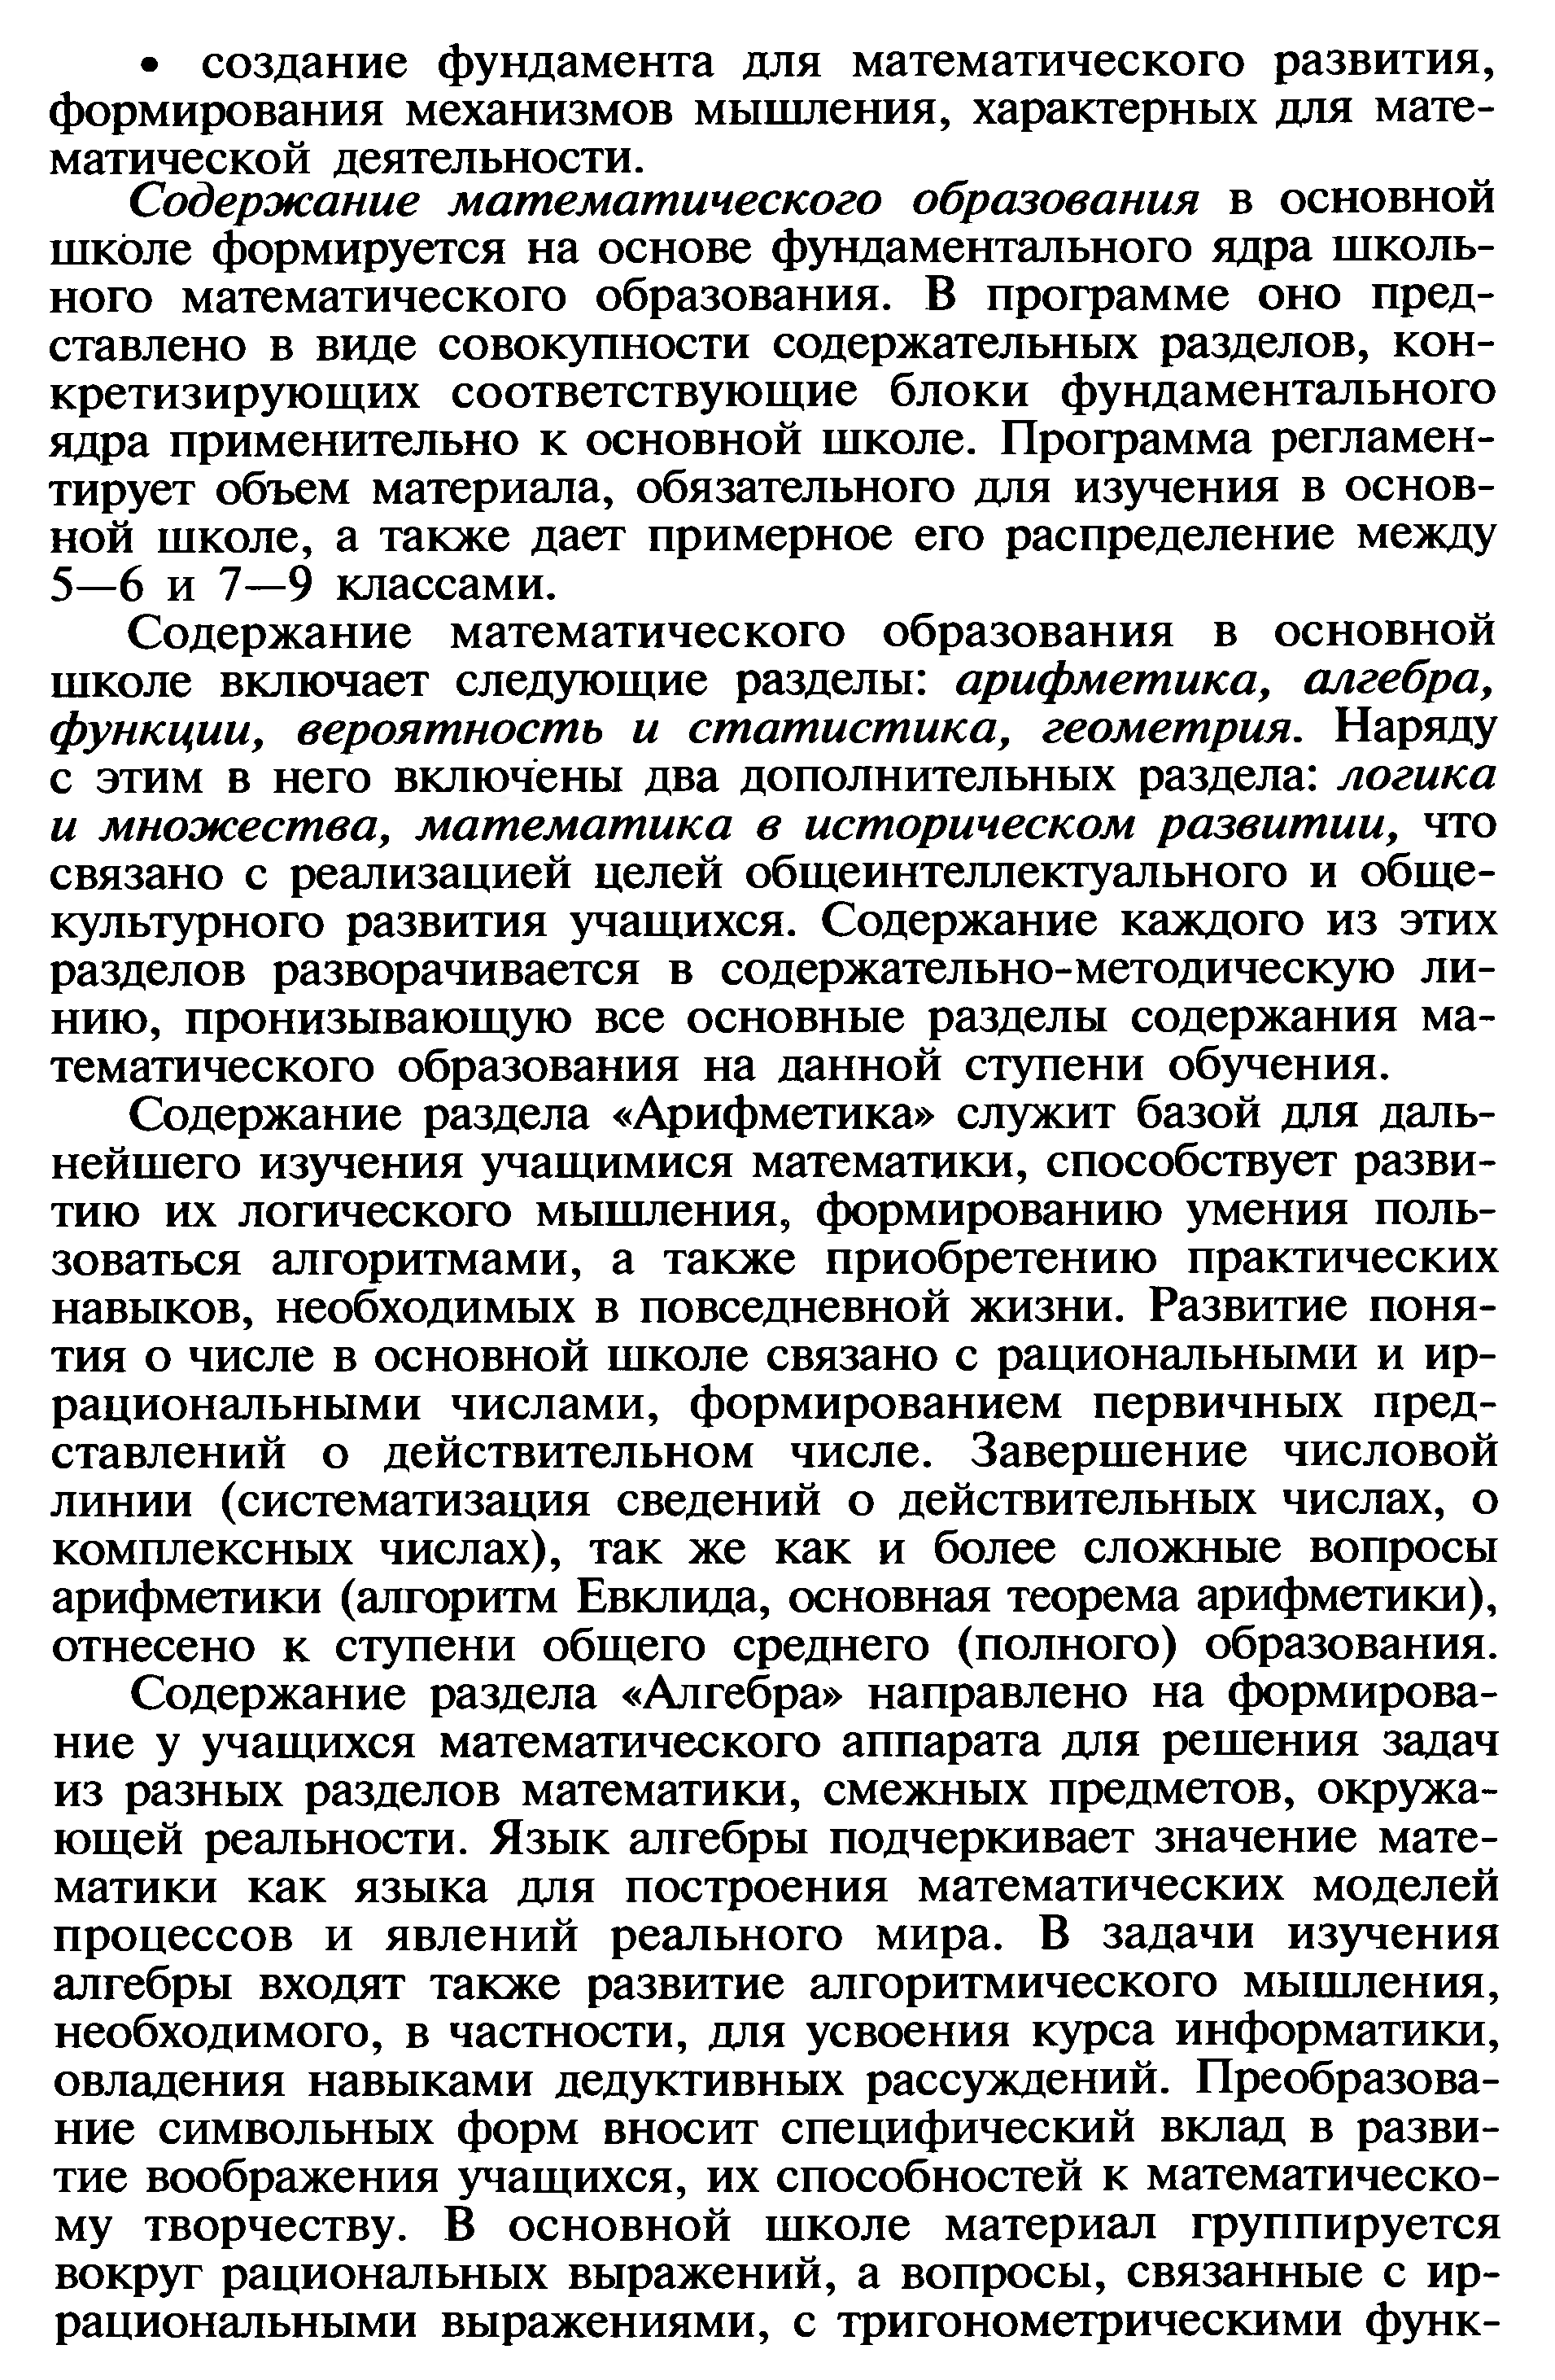 • создание фундамента для математического развития,
формирования механизмов мышления, характерных для мате-
матической деятельности.
Содержание математического образования в основной
школе формируется на основе фундаментального ядра школь-
ного математического образования. В программе оно пред-
ставлено в виде совокупности содержательных разделов, кон-
кретизирующих соответствующие блоки фундаментального
ядра применительно к основной школе. Программа регламен-
тирует объем материала, обязательного для изучения в основ-
ной школе, а также дает примерное его распределение между
5—6 и 7—9 классами.
Содержание математического образования в основной
школе включает следующие разделы: арифметика, алгебра,
функции, вероятность и статистика, геометрия. Наряду
с этим в него включены два дополнительных раздела: логика
и множества, математика в историческом развитии, что
связано с реализацией целей общеинтеллектуального и обще-
культурного развития учащихся. Содержание каждого из этих
разделов разворачивается в содержательно-методическую ли-
нию, пронизывающую все основные разделы содержания ма-
тематического образования на данной ступени обучения.
Содержание раздела «Арифметика» служит базой для даль-
нейшего изучения учащимися математики, способствует разви-
тию их логического мышления, формированию умения поль-
зоваться алгоритмами, а также приобретению практических
навыков, необходимых в повседневной жизни. Развитие поня-
тия о числе в основной школе связано с рациональными и ир-
рациональными числами, формированием первичных пред-
ставлений о действительном числе. Завершение числовой
линии (систематизация сведений о действительных числах, о
комплексных числах), так же как и более сложные вопросы
арифметики (алгоритм Евклида, основная теорема арифметики),
отнесено к ступени общего среднего (полного) образования.
Содержание раздела «Алгебра» направлено на формирова-
ние у учащихся математического аппарата для решения задач
из разных разделов математики, смежных предметов, окружа-
ющей реальности. Язык алгебры подчеркивает значение мате-
матики как языка для построения математических моделей
процессов и явлений реального мира. В задачи изучения
алгебры входят также развитие алгоритмического мышления,
необходимого, в частности, для усвоения курса информатики,
овладения навыками дедуктивных рассуждений. Преобразова-
ние символьных форм вносит специфический вклад в разви-
тие воображения учащихся, их способностей к математическо-
му творчеству. В основной школе материал группируется
вокруг рациональных выражений, а вопросы, связанные с ир-
рациональными выражениями, с тригонометрическими функ-